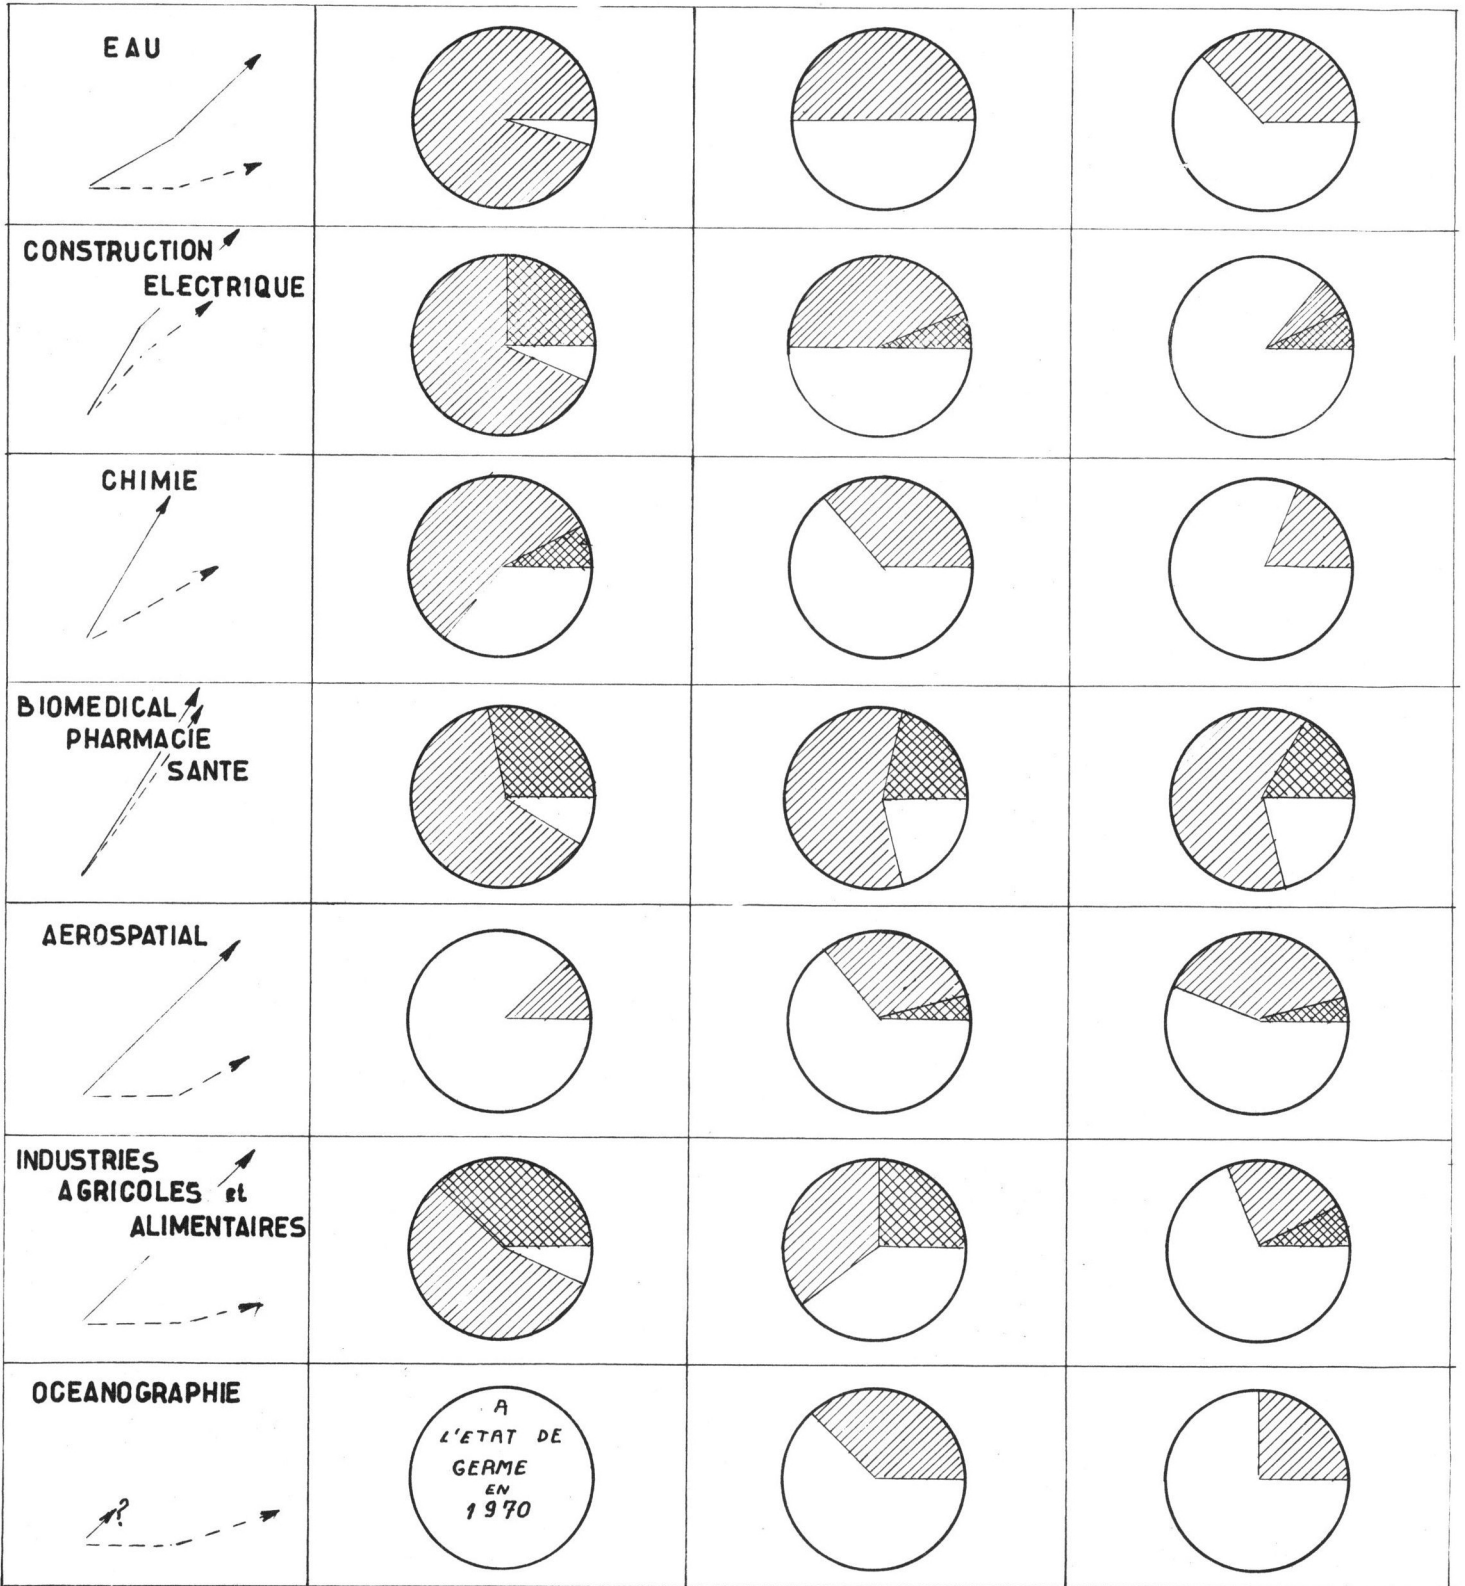 EAU
CONSTRUCTION
ELECTRIQUE
CHIMIE
BIOMEDICAL
PHARMACIE
SANTE
AEROSPATIAL
INDUSTRIES
AGRICOLES et
ALIMENTAIRES
OCEANOGRAPHIE
?
A
L'ETAT DE
GERME
EN
1970